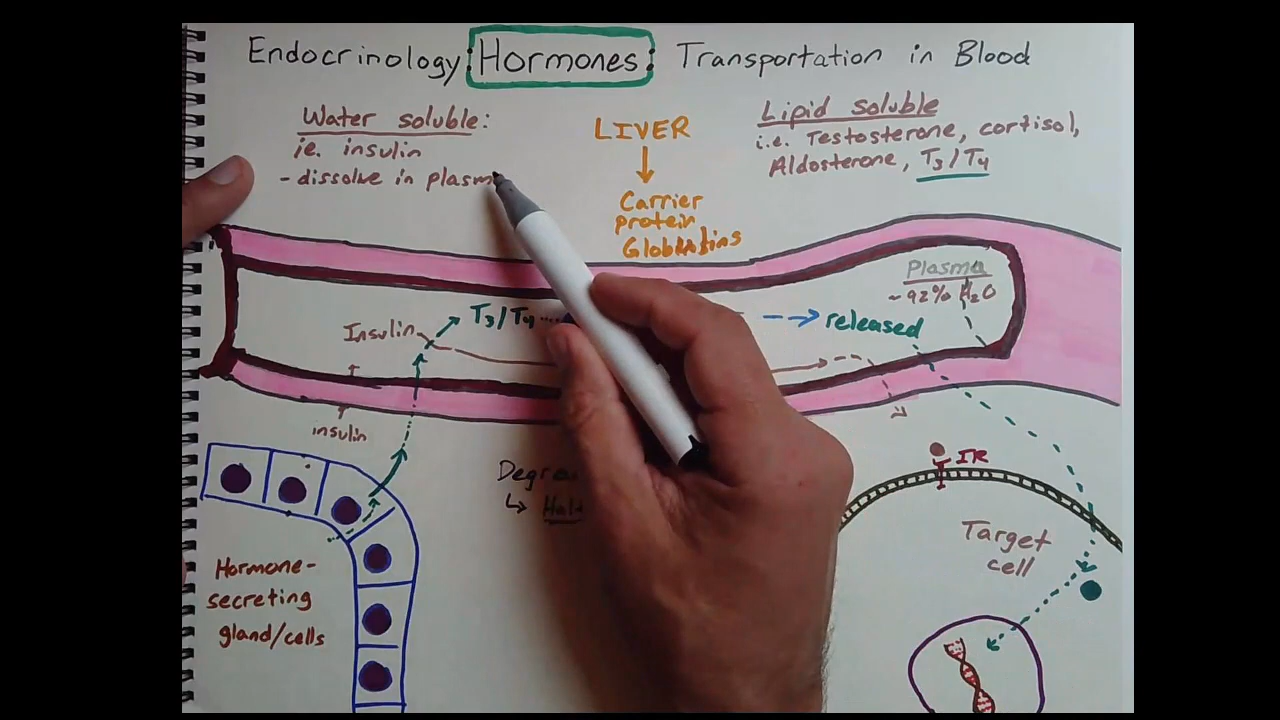 Endocrinology Hormones Transportation in Blood
Water soluble:
ie. insulin
- dissolve in plasm
LIVER
Carrier
protein
Lipid soluble
i.e. Testosterone, cortisol,
Aldosterone, T3/T4
Plasma
~92% H2O
Insulin
T3/T4
released
insulin
Degra
IR
Target
cell
Hormone-
secreting
gland/cells